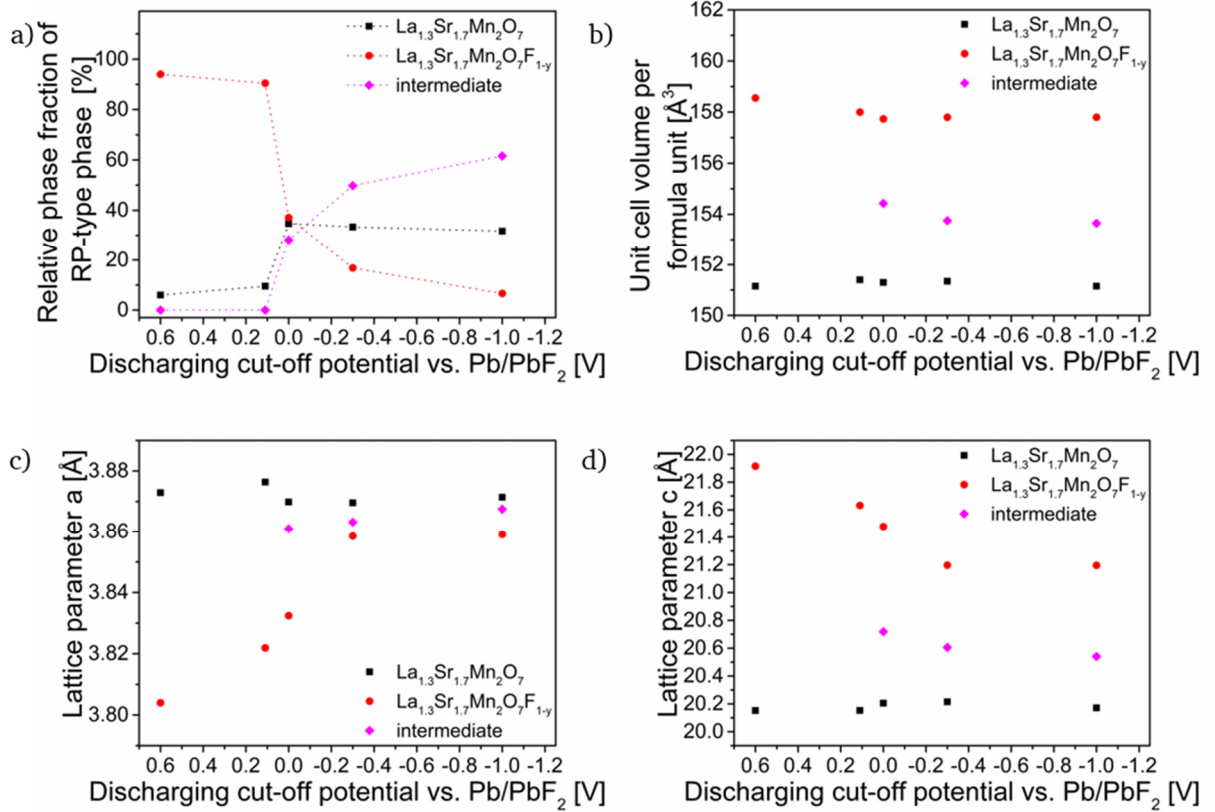 a)
Relative phase fraction of
RP-type phase [%]
100
80
60
40
20
0
La1.3Sr1.7Mn2O7
La1.3Sr1.7Mn2O7F1-y
intermediate
0.6 0.4 0.2 0.0 -0.2 -0.4 -0.6 -0.8 -1.0 -1.2
Discharging cut-off potential vs. Pb/PbF2 [V]
b)
Unit cell volume per
formula unit [Å3]
162
160
158
156
154
151
150
La1.3Sr1.7Mn2O7
La1.3Sr1.7Mn2O7F1-y
intermediate
0.6 0.4 0.2 0.0 -0.2 -0.4 -0.6 -0.8 -1.0 -1.2
Discharging cut-off potential vs. Pb/PbF2 [V]
c)
Lattice parameter a [Å]
3.88
3.86
3.84
3.82
3.80
La1.3Sr1.7Mn2O7
La1.3Sr1.7Mn2O7F1-y
intermediate
0.6 0.4 0.2 0.0 -0.2 -0.4 -0.6 -0.8 -1.0 -1.2
Discharging cut-off potential vs. Pb/PbF2 [V]
d)
Lattice parameter c [Å]
22.0
21.8
21.6
21.4
21.2
21.0
20.8
20.6
20.4
20.2
20.0
La1.3Sr1.7Mn2O7
La1.3Sr1.7Mn2O7F1-y
intermediate
0.6 0.4 0.2 0.0 -0.2 -0.4 -0.6 -0.8 -1.0 -1.2
Discharging cut-off potential vs. Pb/PbF2 [V]